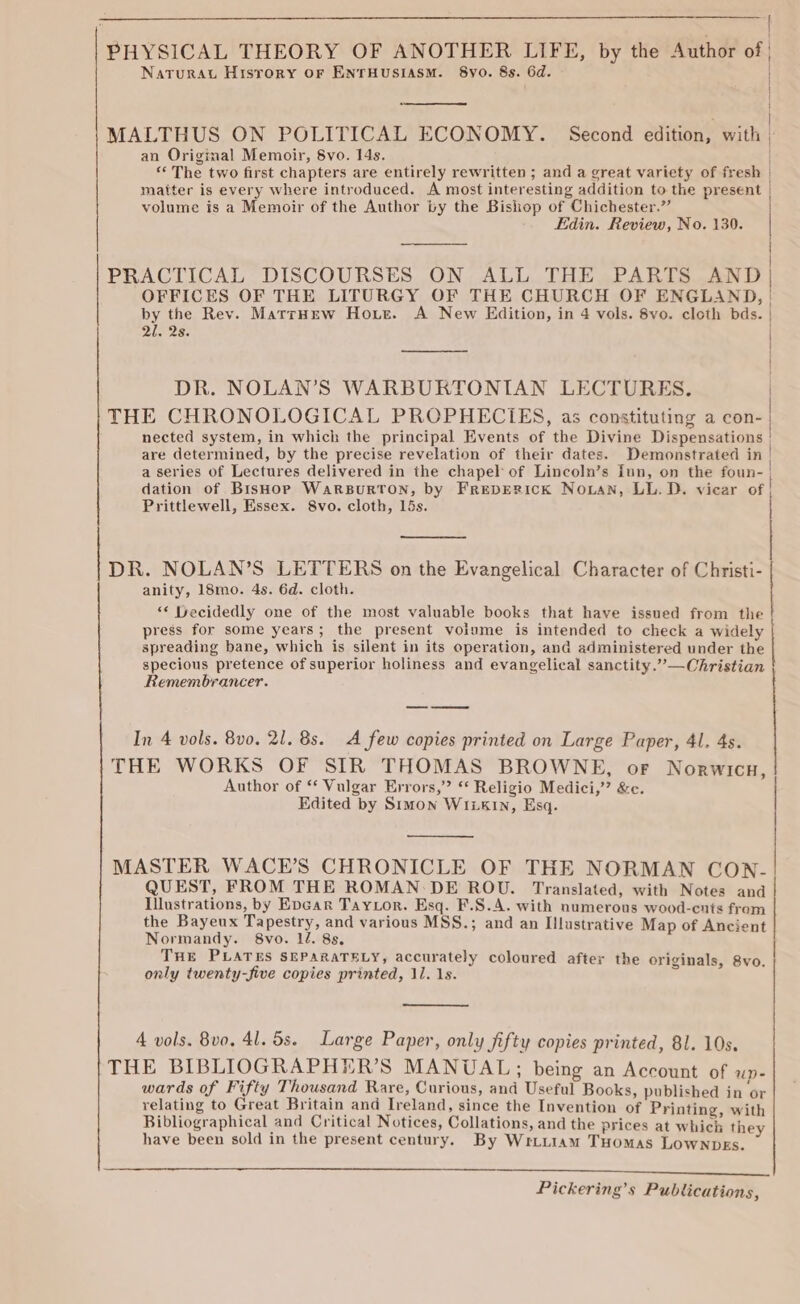 PHYSICAL THEORY OF ANOTHER LIFE, by the Author of
NATURAL HISTORY OF ENTHUSIASM. 8vo. 8s. 6d.
MALTHUS ON POLITICAL ECONOMY. Second edition, with
an Original Memoir, 8vo. 14s.
“The two first chapters are entirely rewritten; and a great variety of fresh
matter is every where introduced. A most interesting addition to the present
volume is a Memoir of the Author by the Bishop of Chichester.”
Edin. Review, No. 130.
PRACTICAL DISCOURSES ON ALL THE PARTS AND
OFFICES OF THE LITURGY OF THE CHURCH OF ENGLAND,
by the Rev. MATTHEW HOLE. A New Edition, in 4 vols. 8vo. cloth bds.
2l. 2s.
DR. NOLAN'S WARBURTONIAN LECTURES.
THE CHRONOLOGICAL PROPHECIES, as constituting a con-
nected system, in which the principal Events of the Divine Dispensations
are determined, by the precise revelation of their dates. Demonstrated in
a series of Lectures delivered in the chapel of Lincoln's Inn, on the foun-
dation of BISHOP WARBURTON, by FREDERICK NOLAN, LL.D. vicar of
Prittlewell, Essex. 8vo. cloth, 15s.
DR. NOLAN'S LETTERS on the Evangelical Character of Christi-
anity, 18mo. 4s. 6d. cloth.
“Decidedly one of the most valuable books that have issued from the
press for some years; the present volume is intended to check a widely
spreading bane, which is silent in its operation, and administered under the
specious pretence of superior holiness and evangelical sanctity.”—Christian
Remembrancer.
In 4 vols. 8vo. 2l. 8s. A few copies printed on Large Paper, 4l. 4s.
THE WORKS OF SIR THOMAS BROWNE, OF NORWICH,
Author of “Vulgar Errors,” “Religio Medici,” &c.
Edited by SIMON WILKIN, Esq.
MASTER WACE'S CHRONICLE OF THE NORMAN CON-
QUEST, FROM THE ROMAN DE ROU. Translated, with Notes and
Illustrations, by EDGAR TAYLOR. Esq. F.S.A. with numerous wood-cuts from
the Bayeux Tapestry, and various MSS.; and an Illustrative Map of Ancient
Normandy. 8vo. 1l. 8s.
THE PLATES SEPARATELY, accurately coloured after the originals, 8vo.
only twenty-five copies printed, 1l. 1s.
4 vols. 8vo. 4l. 5s. Large Paper, only fifty copies printed, 8l. 10s.
THE BIBLIOGRAPHER'S MANUAL; being an Account of up-
wards of Fifty Thousand Rare, Curious, and Useful Books, published in or
relating to Great Britain and Ireland, since the Invention of Printing, with
Bibliographical and Critical Notices, Collations, and the prices at which they
have been sold in the present century. By WILLIAM THOMAS LOWNDES.
Pickering's Publications,